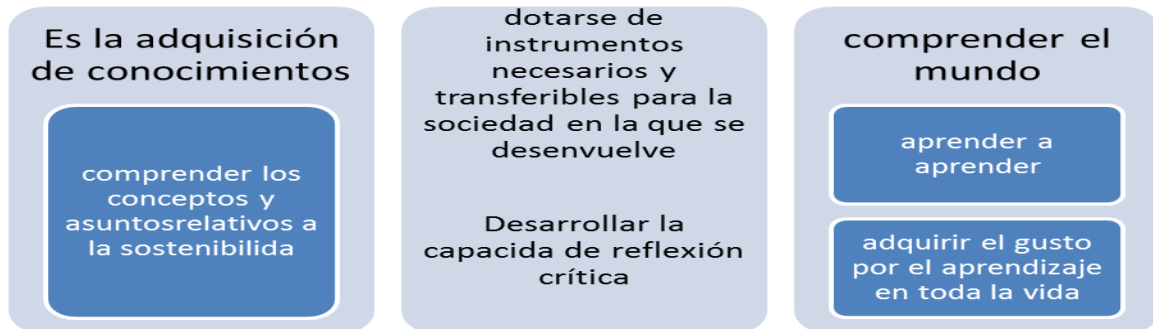 Es la adquisición
de conocimientos
comprender los
conceptos y
asuntosrelativos a
la sostenibilida
dotarse de
instrumentos
necesarios y
transferibles para la
sociedad en la que se
desenvuelve
Desarrollar la
capacida de reflexión
crítica
comprender el
mundo
aprender a
aprender
adquirir el gusto
por el aprendizaje
en toda la vida